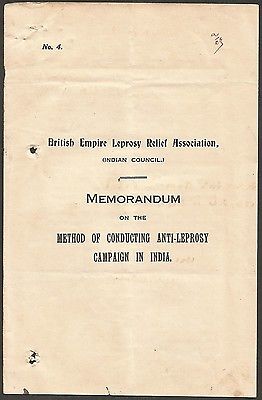 No. 4.
British Empire Leprosy Relief Association,
(INDIAN COUNCIL.)
MEMORANDUM
ON THE
METHOD OF CONDUCTING ANTI-LEPROSY
CAMPAIGN IN INDIA.